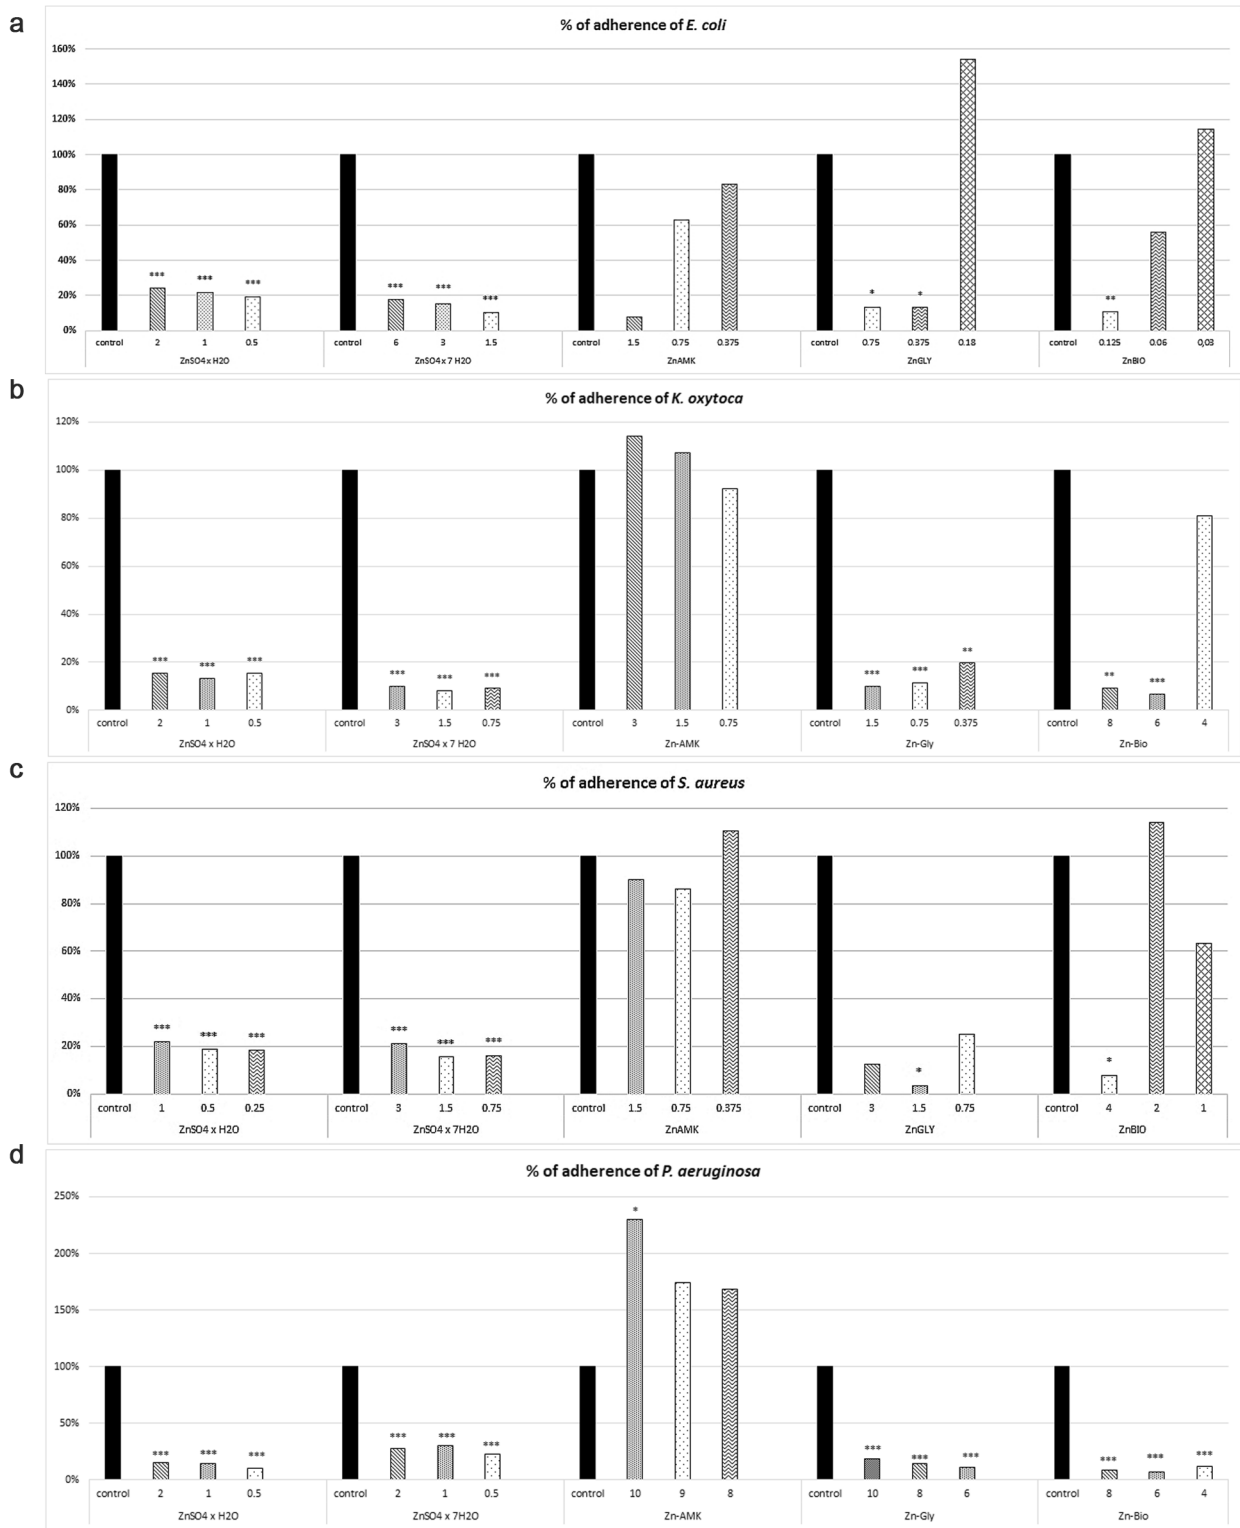 a
% of adherence of E. coli
160%
140%
120%
100%
80%
60%
40%
20%
0%
*** *** *** *** *** *** * * **
control 2 1 0.5 control 6 3 1.5 control 1.5 0.75 0.375 control 0.75 0.375 0.18 control 0.125 0.06 0,03
ZnSO4 x H2O ZnSO4 x 7 H2O ZnAMK ZnGLY ZnBIO
b
% of adherence of K. oxytoca
120%
100%
80%
60%
40%
20%
0%
*** *** *** *** *** *** *** *** ** ** ***
control 2 1 0.5 control 3 1.5 0.75 control 3 1.5 0.75 control 1.5 0.75 0.375 control 8 6 4
ZnSO4 x H2O ZnSO4 x 7 H2O Zn-AMK Zn-Gly Zn-Bio
c
% of adherence of S. aureus
120%
100%
80%
60%
40%
20%
0%
*** *** *** *** *** *** * *
control 1 0.5 0.25 control 3 1.5 0.75 control 1.5 0.75 0.375 control 3 1.5 0.75 control 4 2 1
ZnSO4 x H2O ZnSO4 x 7H2O ZnAMK ZnGLY ZnBIO
d
% of adherence of P. aeruginosa
250%
200%
150%
100%
50%
0%
*** *** *** *** *** *** * *** *** *** *** *** ***
control 2 1 0.5 control 2 1 0.5 control 10 9 8 control 10 8 6 control 8 6 4
ZnSO4 x H2O ZnSO4 x 7H2O Zn-AMK Zn-Gly Zn-Bio